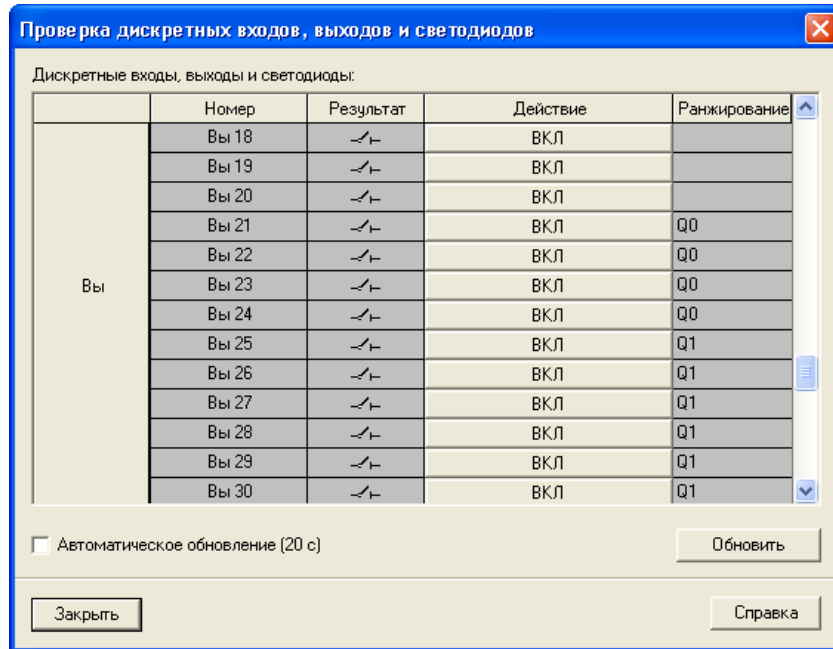 Проверка дискретных входов, выходов и светодиодов
Дискретные входы, выходы и светодиоды:
Номер Результат Действие Ранжирование
Вы 18 ВКЛ
Вы 19 ВКЛ
Вы 20 ВКЛ
Вы 21 ВКЛ Q0
Вы 22 ВКЛ Q0
Вы Вы 23 ВКЛ Q0
Вы 24 ВКЛ Q0
Вы 25 ВКЛ Q1
Вы 26 ВКЛ Q1
Вы 27 ВКЛ Q1
Вы 28 ВКЛ Q1
Вы 29 ВКЛ Q1
Вы 30 ВКЛ Q1
Автоматическое обновление (20 с) Обновить
Закрыть Справка